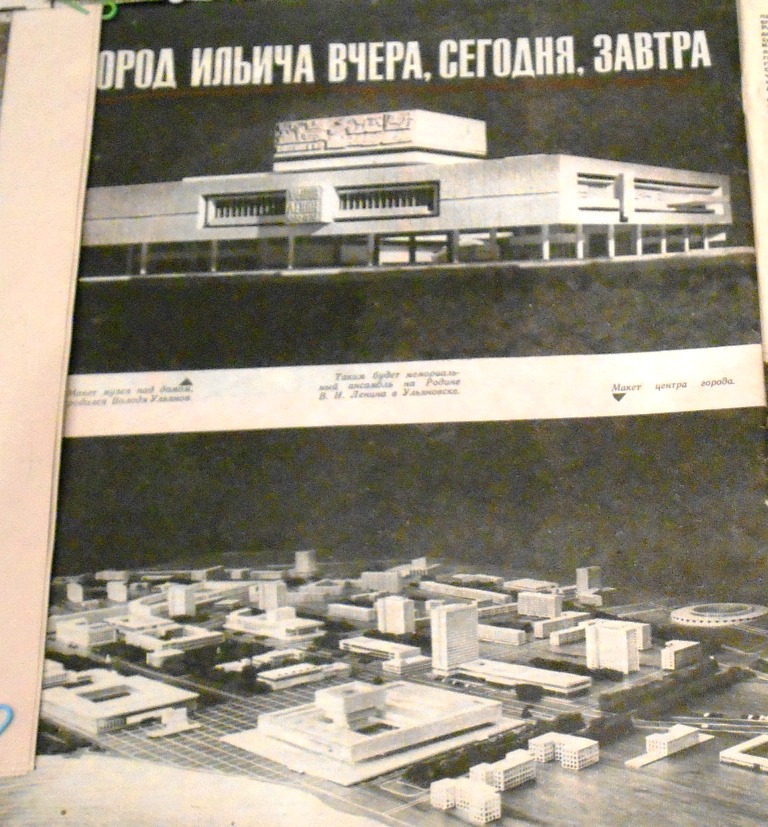 ОРОД ИЛЬИЧА ВЧЕРА, СЕГОДНЯ, ЗАВТРА
Макет музея над домом,
родился Володя Ульянов
Таким будет мемориаль-
ный ансамбль на Родине
В. И. Ленина в Ульяновске.
Макет центра города.